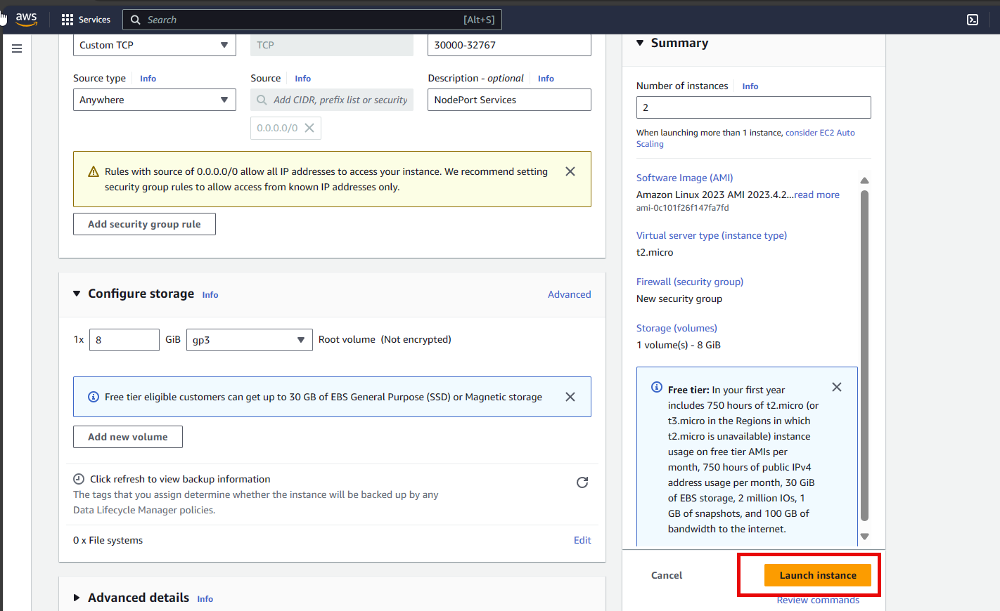 aws
Services
Search
[Alt+S]
Custom TCP
TCP
30000-32767
Source type
Info
Source
Info
Description - optional
Info
Anywhere
Add CIDR, prefix list or security
NodePort Services
0.0.0.0/0
Rules with source of 0.0.0.0/0 allow all IP addresses to access your instance. We recommend setting
security group rules to allow access from known IP addresses only.
Add security group rule
Configure storage
Info
Advanced
1x
8
GiB
gp3
Root volume (Not encrypted)
Free tier eligible customers can get up to 30 GB of EBS General Purpose (SSD) or Magnetic storage
Add new volume
Click refresh to view backup information
The tags that you assign determine whether the instance will be backed up by any
Data Lifecycle Manager policies.
0 x File systems
Edit
Advanced details
Info
Summary
Number of instances
Info
2
When launching more than 1 instance, consider EC2 Auto
Scaling
Software Image (AMI)
Amazon Linux 2023 AMI 2023.4.2...read more
ami-0c101f26f147fa7fd
Virtual server type (instance type)
t2.micro
Firewall (security group)
New security group
Storage (volumes)
1 volume(s) - 8 GiB
Free tier: In your first year
includes 750 hours of t2.micro (or
t3.micro in the Regions in which
t2.micro is unavailable) instance
usage on free tier AMIs per
month, 750 hours of public IPv4
address usage per month, 30 GiB
of EBS storage, 2 million IOs, 1
GB of snapshots, and 100 GB of
bandwidth to the internet.
Cancel
Launch instance
Review commands